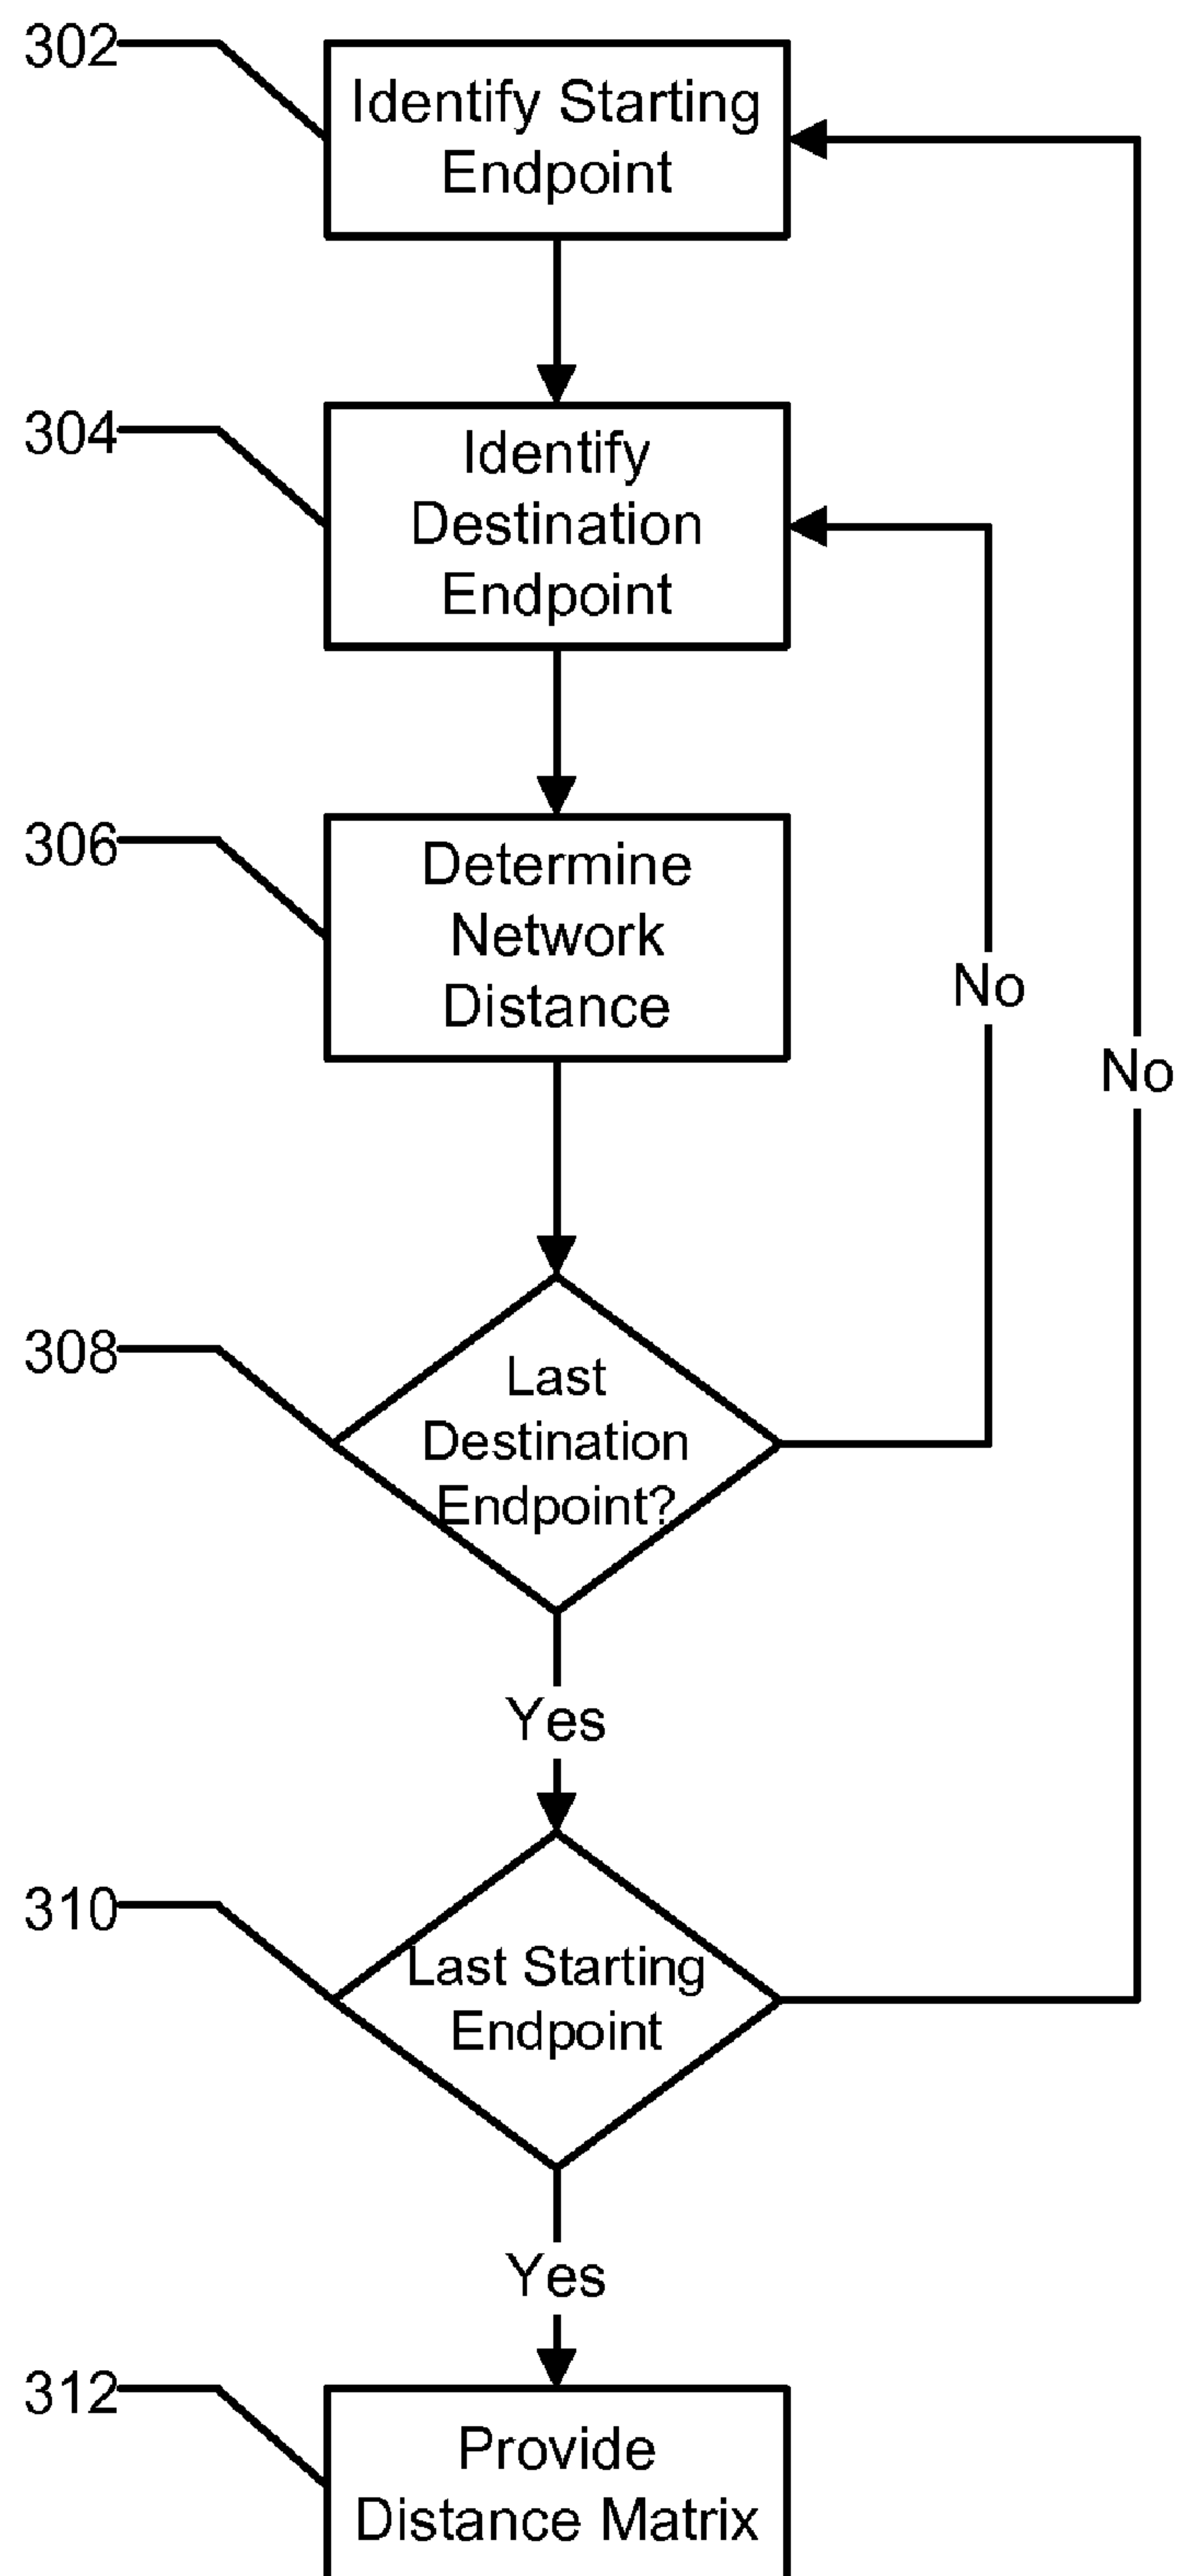 302
Identify Starting
Endpoint
304
Identify
Destination
Endpoint
306
Determine
Network
Distance
No
No
308
Last
Destination
Endpoint?
Yes
310
Last Starting
Endpoint
Yes
312
Provide
Distance Matrix